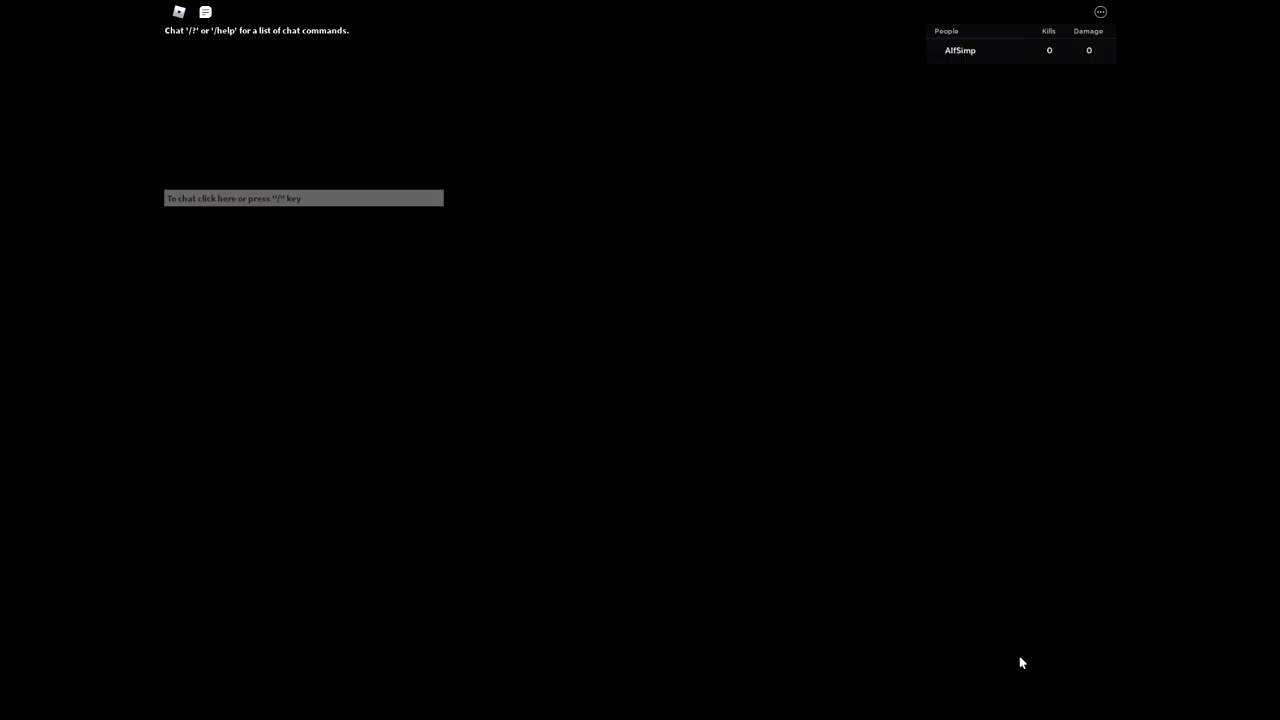 Chat '/?' or '/help' for a list of chat commands.
People Kills Damage
AlfSimp 0 0
To chat click here or press "/" key